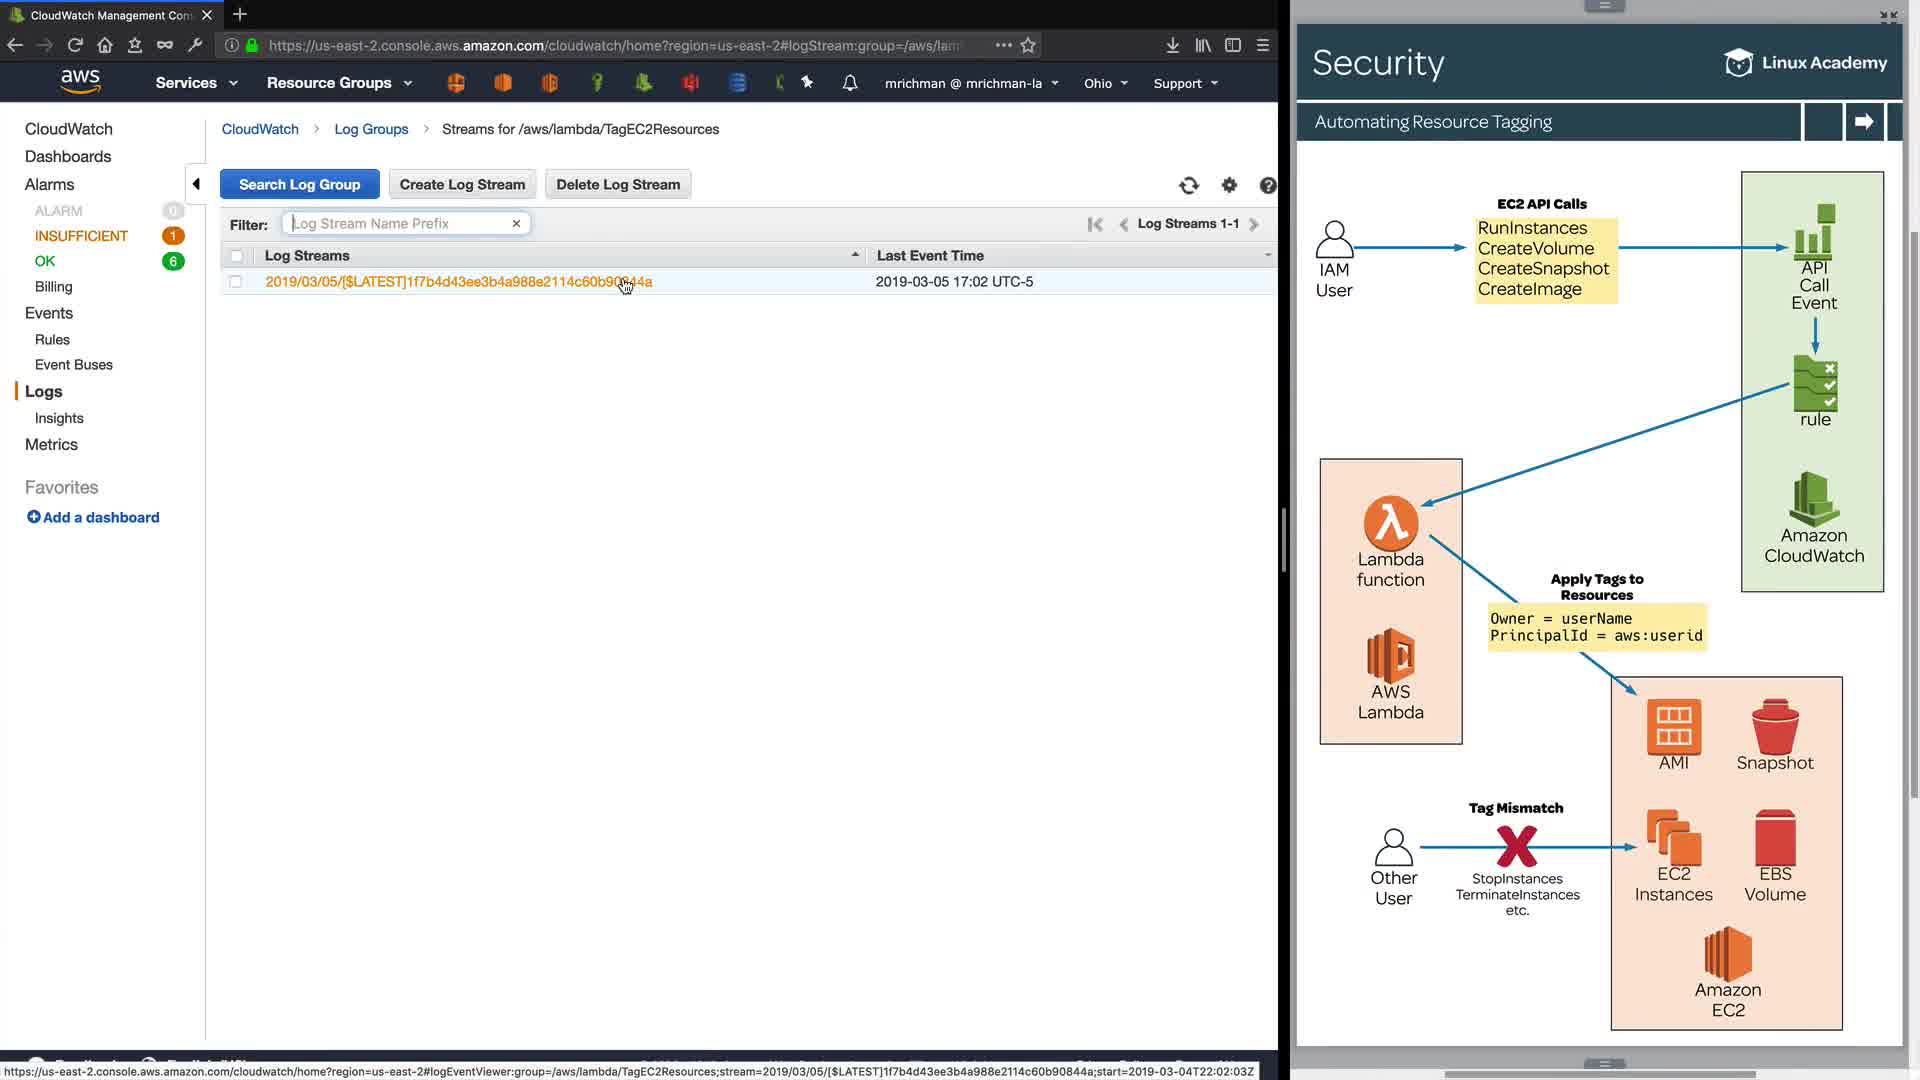 CloudWatch Management Con
https://us-east-2.console.aws.amazon.com/cloudwatch/home?region=us-east-2#logStream:group=/aws/lam
aws
Services
Resource Groups
mrichman @ mrichman-la
Ohio
Support
CloudWatch
Dashboards
Alarms
ALARM 0
INSUFFICIENT 1
OK 6
Billing
Events
Rules
Event Buses
Logs
Insights
Metrics
Favorites
Add a dashboard
CloudWatch > Log Groups > Streams for /aws/lambda/TagEC2Resources
Search Log Group
Create Log Stream
Delete Log Stream
Filter: Log Stream Name Prefix
Log Streams 1-1
Log Streams
Last Event Time
2019/03/05/[$LATEST]1f7b4d43ee3b4a988e2114c60b90844a
2019-03-05 17:02 UTC-5
https://us-east-2.console.aws.amazon.com/cloudwatch/home?region=us-east-2#logEventViewer:group=/aws/lambda/TagEC2Resources;stream=2019/03/05/[$LATEST]1f7b4d43ee3b4a988e2114c60b90844a;start=2019-03-04T22:02:03Z
Security
Linux Academy
Automating Resource Tagging
EC2 API Calls
RunInstances
CreateVolume
CreateSnapshot
CreateImage
IAM
User
API
Call
Event
rule
Amazon
CloudWatch
Lambda
function
AWS
Lambda
Apply Tags to
Resources
Owner = userName
PrincipalId = aws:userid
AMI
Snapshot
Tag Mismatch
Other
User
StopInstances
TerminateInstances
etc.
EC2
Instances
EBS
Volume
Amazon
EC2